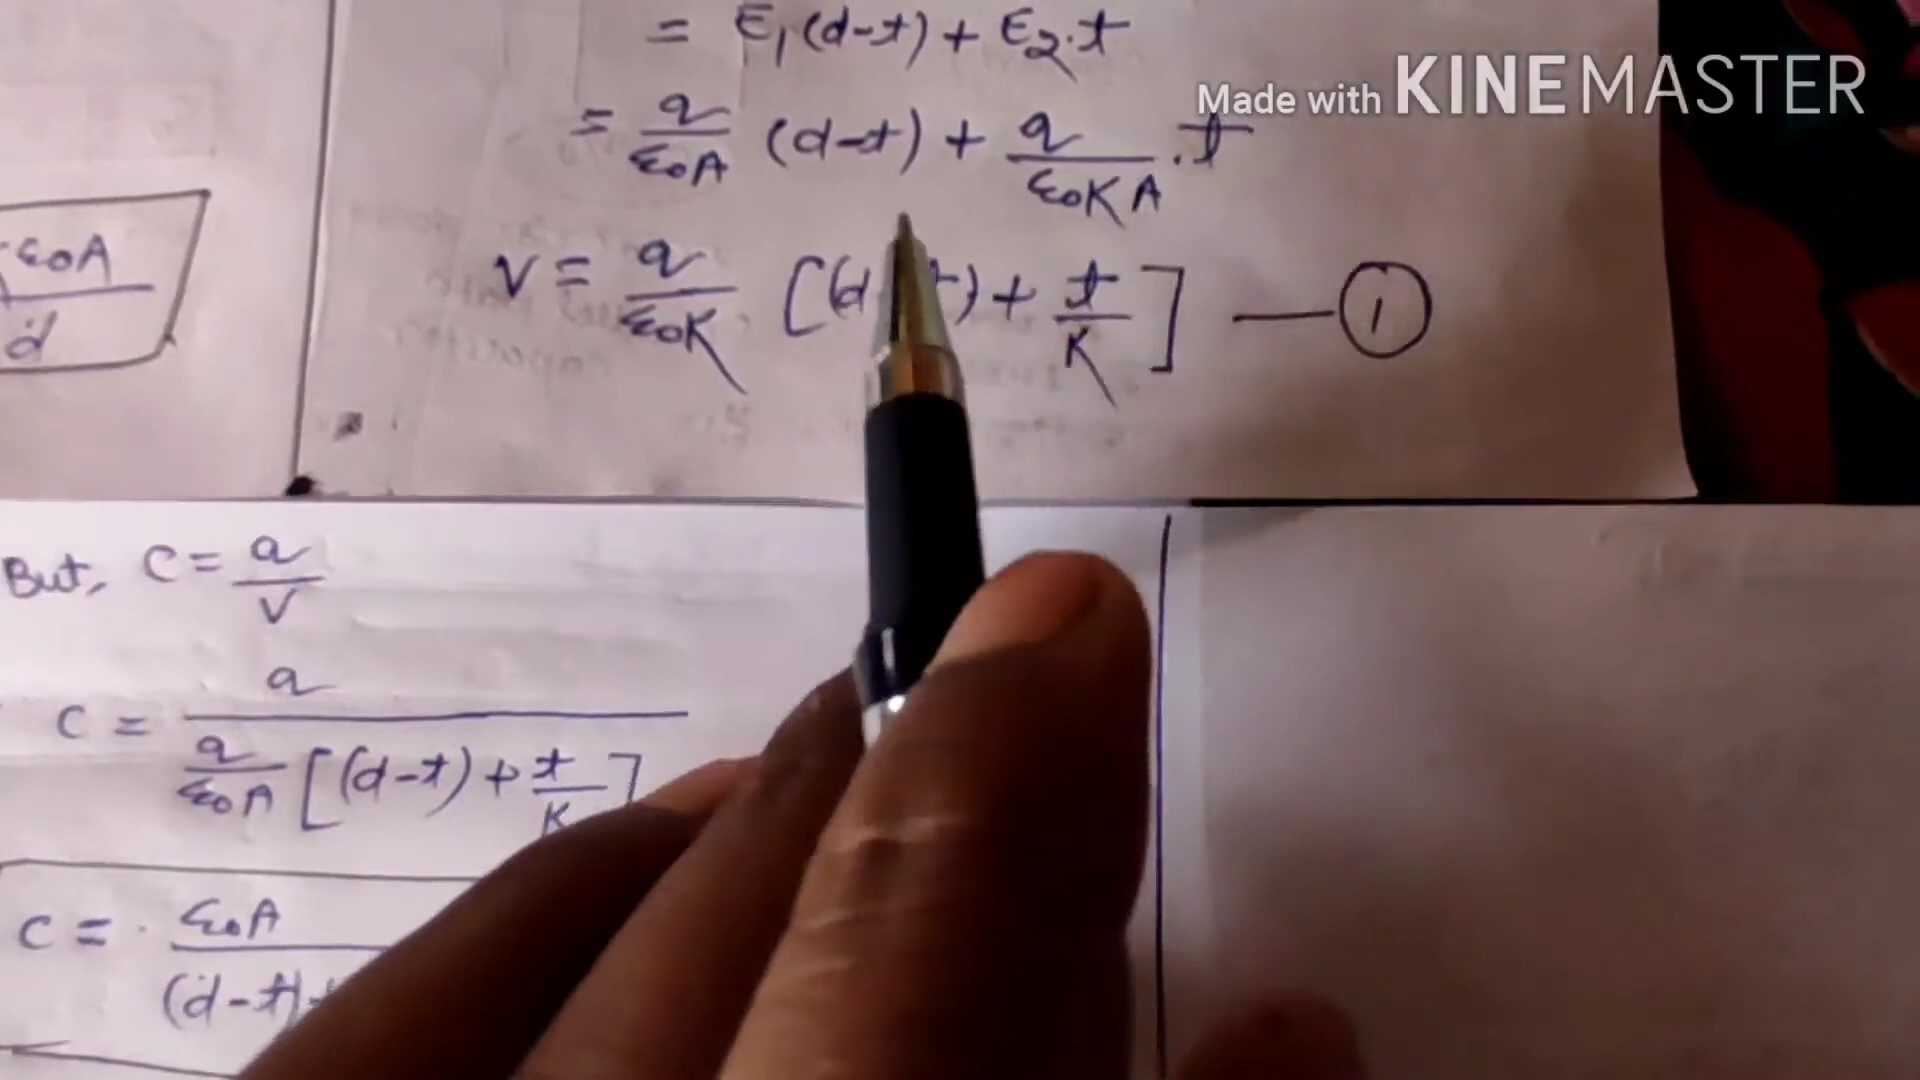 = E₁(d-t) + E₂.t
Made with KINEMASTER
= q/ε₀A (d-t) + q/ε₀KA .t
V = q/ε₀K [(d t) + t/K] — ①
ε₀A/d
But, C = q/V
C = q / q/ε₀A [(d-t) + t/K]
C = ε₀A / (d-t)